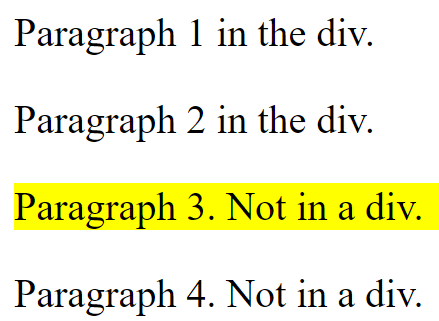 Paragraph 1 in the div.
Paragraph 2 in the div.
Paragraph 3. Not in a div.
Paragraph 4. Not in a div.